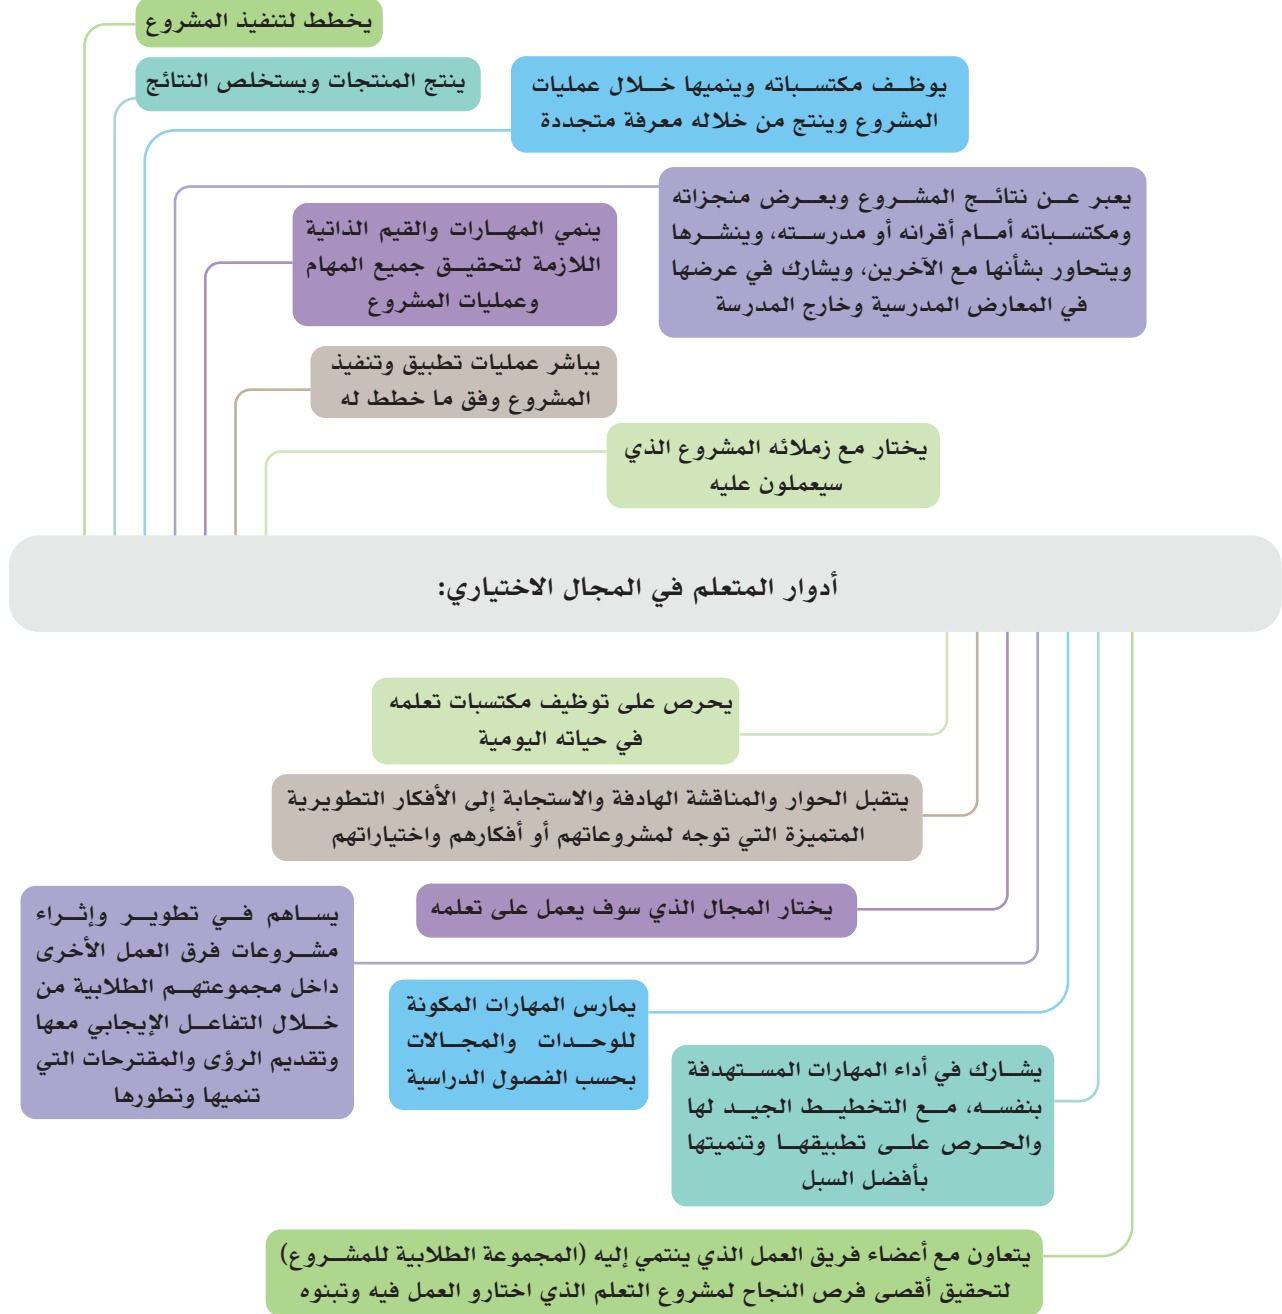 يخطط لتنفيذ المشروع
ينتج المنتجات ويستخلص النتائج
يوظف مكتسباته وينميها خلال عمليات
المشروع وينتج من خلاله معرفة متجددة
يعبر عن نتائج المشروع وبعرض منجزاته
ومكتسباته أمام أقرانه أو مدرسته، وينشرها
ويتحاور بشأنها مع الآخرين، ويشارك في عرضها
في المعارض المدرسية وخارج المدرسة
ينمي المهارات والقيم الذاتية
اللازمة لتحقيق جميع المهام
وعمليات المشروع
يباشر عمليات تطبيق وتنفيذ
المشروع وفق ما خطط له
يختار مع زملائه المشروع الذي
سيعملون عليه
أدوار المتعلم في المجال الاختياري:
يحرص على توظيف مكتسبات تعلمه
في حياته اليومية
يتقبل الحوار والمناقشة الهادفة والاستجابة إلى الأفكار التطويرية
المتميزة التي توجه لمشروعاتهم أو أفكارهم واختياراتهم
يختار المجال الذي سوف يعمل على تعلمه
يساهم في تطوير وإثراء
مشروعات فرق العمل الأخرى
داخل مجموعتهم الطلابية من
خلال التفاعل الإيجابي معها
وتقديم الرؤى والمقترحات التي
تنميها وتطورها
يمارس المهارات المكونة
للوحدات والمجالات
بحسب الفصول الدراسية
يشارك في أداء المهارات المستهدفة
بنفسه، مع التخطيط الجيد لها
والحرص على تطبيقها وتنميتها
بأفضل السبل
يتعاون مع أعضاء فريق العمل الذي ينتمي إليه (المجموعة الطلابية للمشروع)
لتحقيق أقصى فرص النجاح لمشروع التعلم الذي اختارو العمل فيه وتبنوه